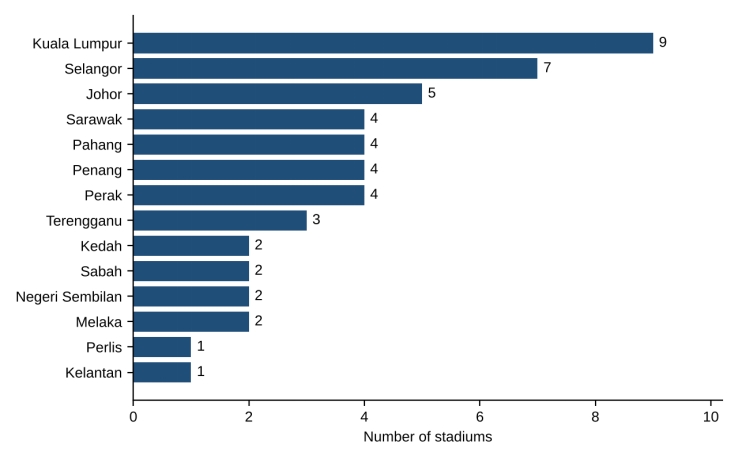 Kuala Lumpur 9
Selangor 7
Johor 5
Sarawak 4
Pahang 4
Penang 4
Perak 4
Terengganu 3
Kedah 2
Sabah 2
Negeri Sembilan 2
Melaka 2
Perlis 1
Kelantan 1
0 2 4 6 8 10
Number of stadiums